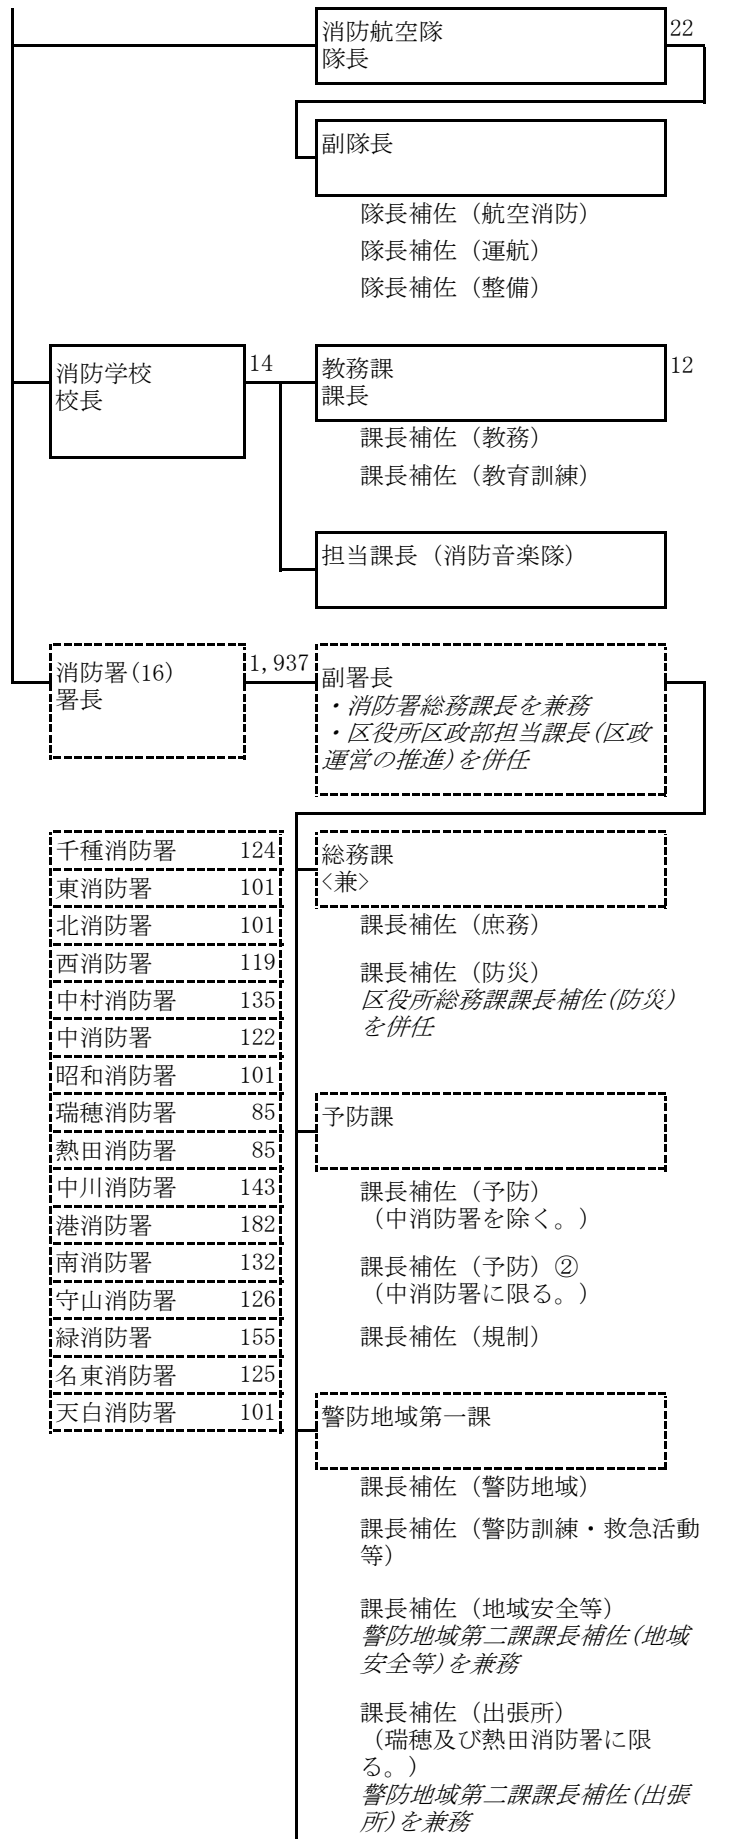 消防航空隊 22
隊長
副隊長
隊長補佐（航空消防）
隊長補佐（運航）
隊長補佐（整備）
消防学校 14
校長
教務課 12
課長
課長補佐（教務）
課長補佐（教育訓練）
担当課長（消防音楽隊）
消防署(16) 1,937
署長
副署長
・消防署総務課長を兼務
・区役所区政部担当課長(区政
運営の推進)を併任
千種消防署 124
東消防署 101
北消防署 101
西消防署 119
中村消防署 135
中消防署 122
昭和消防署 101
瑞穂消防署 85
熱田消防署 85
中川消防署 143
港消防署 182
南消防署 132
守山消防署 126
緑消防署 155
名東消防署 125
天白消防署 101
総務課
<兼>
課長補佐（庶務）
課長補佐（防災）
区役所総務課課長補佐(防災)
を併任
予防課
課長補佐（予防）
（中消防署を除く。）
課長補佐（予防）②
（中消防署に限る。）
課長補佐（規制）
警防地域第一課
課長補佐（警防地域）
課長補佐（警防訓練・救急活動
等）
課長補佐（地域安全等）
警防地域第二課課長補佐(地域
安全等)を兼務
課長補佐（出張所）
（瑞穂及び熱田消防署に限
る。）
警防地域第二課課長補佐(出張
所)を兼務